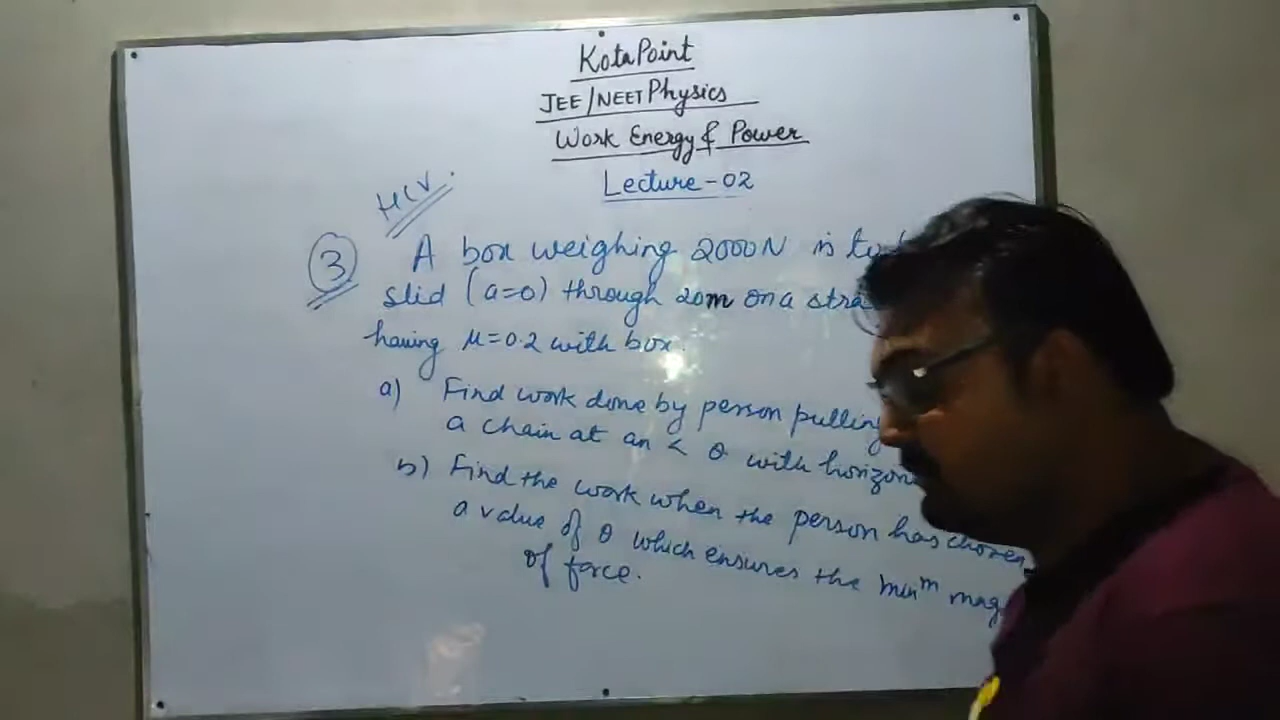 KotaPoint
JEE/NEET Physics
Work Energy & Power
Lecture-02
HCV.
3 A box weighing 2000N is to
slid (a=0) through 20m on a
having μ=0.2 with box.
a) Find work done by person pulling
a chain at an < θ with
b) Find the work when the person has chosen
a value of θ which ensures the minᵐ
of force.